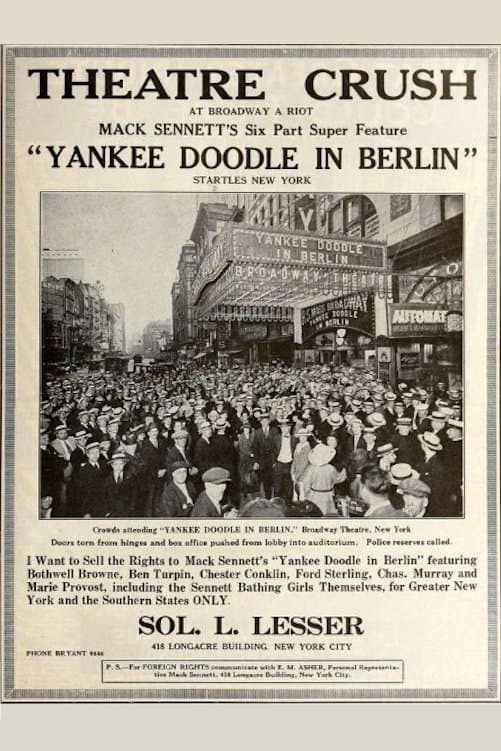 THEATRE CRUSH
AT BROADWAY A RIOT
MACK SENNETT'S Six Part Super Feature
"YANKEE DOODLE IN BERLIN"
STARTLES NEW YORK
YANKEE DOODLE
IN BERLIN
BROADWAY THEATRE
BROADWAY
YANKEE DOODLE
IN BERLIN
AUTOMAT
Crowds attending "YANKEE DOODLE IN BERLIN," Broadway Theatre, New York
Doors torn from hinges and box office pushed from lobby into auditorium. Police reserves called.
I Want to Sell the Rights to Mack Sennett's "Yankee Doodle in Berlin" featuring
Bothwell Browne, Ben Turpin, Chester Conklin, Ford Sterling, Chas. Murray and
Marie Provost, including the Sennett Bathing Girls Themselves, for Greater New
York and the Southern States ONLY.
SOL. L. LESSER
418 LONGACRE BUILDING, NEW YORK CITY
PHONE BRYANT 9846
P. S.—For FOREIGN RIGHTS communicate with E. M. ASHER, Personal Representa-
tive Mack Sennett, 418 Longacre Building, New York City.